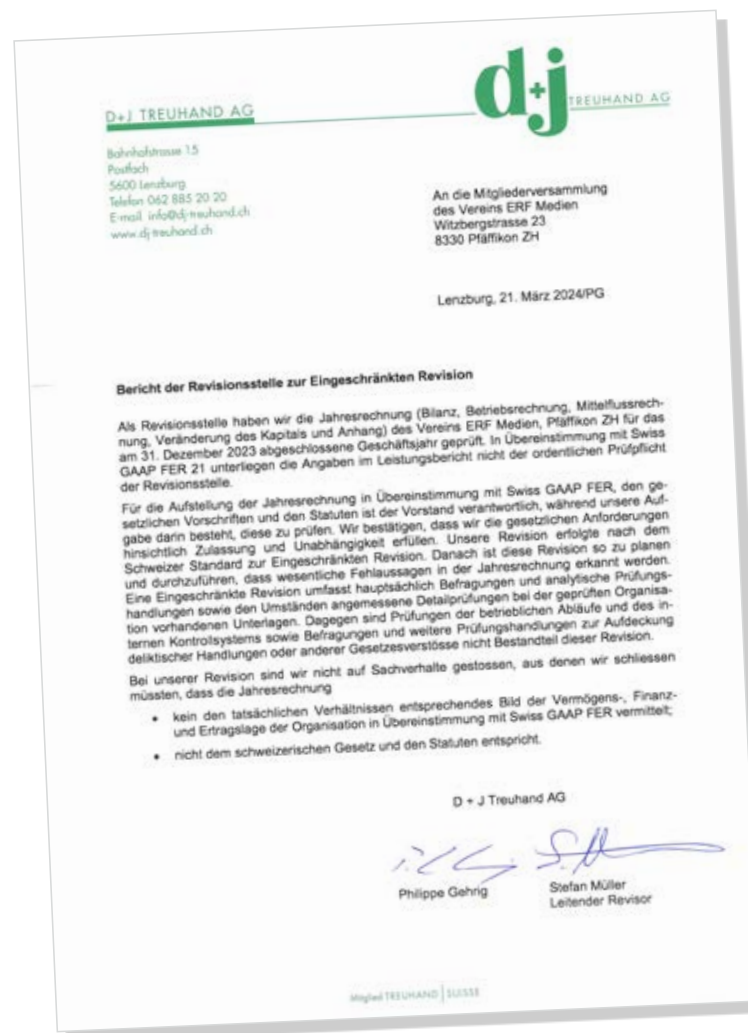 D+J TREUHAND AG
d+j
TREUHAND AG
Bahnhofstrasse 15
Postfach
5600 Lenzburg
Telefon 062 885 20 20
E-mail info@dj-treuhand.ch
www.dj-treuhand.ch
An die Mitgliederversammlung
des Vereins ERF Medien
Witzbergstrasse 23
8330 Pfäffikon ZH
Lenzburg, 21. März 2024/PG
Bericht der Revisionsstelle zur Eingeschränkten Revision
Als Revisionsstelle haben wir die Jahresrechnung (Bilanz, Betriebsrechnung, Mittelflussrech-
nung, Veränderung des Kapitals und Anhang) des Vereins ERF Medien, Pfäffikon ZH für das
am 31. Dezember 2023 abgeschlossene Geschäftsjahr geprüft. In Übereinstimmung mit Swiss
GAAP FER 21 unterliegen die Angaben im Leistungsbericht nicht der ordentlichen Prüfpflicht
der Revisionsstelle.
Für die Aufstellung der Jahresrechnung in Übereinstimmung mit Swiss GAAP FER, den ge-
setzlichen Vorschriften und den Statuten ist der Vorstand verantwortlich, während unsere Auf-
gabe darin besteht, diese zu prüfen. Wir bestätigen, dass wir die gesetzlichen Anforderungen
hinsichtlich Zulassung und Unabhängigkeit erfüllen. Unsere Revision erfolgte nach dem
Schweizer Standard zur Eingeschränkten Revision. Danach ist diese Revision so zu planen
und durchzuführen, dass wesentliche Fehlaussagen in der Jahresrechnung erkannt werden.
Eine Eingeschränkte Revision umfasst hauptsächlich Befragungen und analytische Prüfungs-
handlungen sowie den Umständen angemessene Detailprüfungen bei der geprüften Organisa-
tion vorhandenen Unterlagen. Dagegen sind Prüfungen der betrieblichen Abläufe und des in-
ternen Kontrollsystems sowie Befragungen und weitere Prüfungshandlungen zur Aufdeckung
deliktischer Handlungen oder anderer Gesetzesverstösse nicht Bestandteil dieser Revision.
Bei unserer Revision sind wir nicht auf Sachverhalte gestossen, aus denen wir schliessen
müssten, dass die Jahresrechnung
• kein den tatsächlichen Verhältnissen entsprechendes Bild der Vermögens-, Finanz-
und Ertragslage der Organisation in Übereinstimmung mit Swiss GAAP FER vermittelt;
• nicht dem schweizerischen Gesetz und den Statuten entspricht.
D + J Treuhand AG
Philippe Gehrig
Stefan Müller
Leitender Revisor
Mitglied TREUHAND | SUISSE